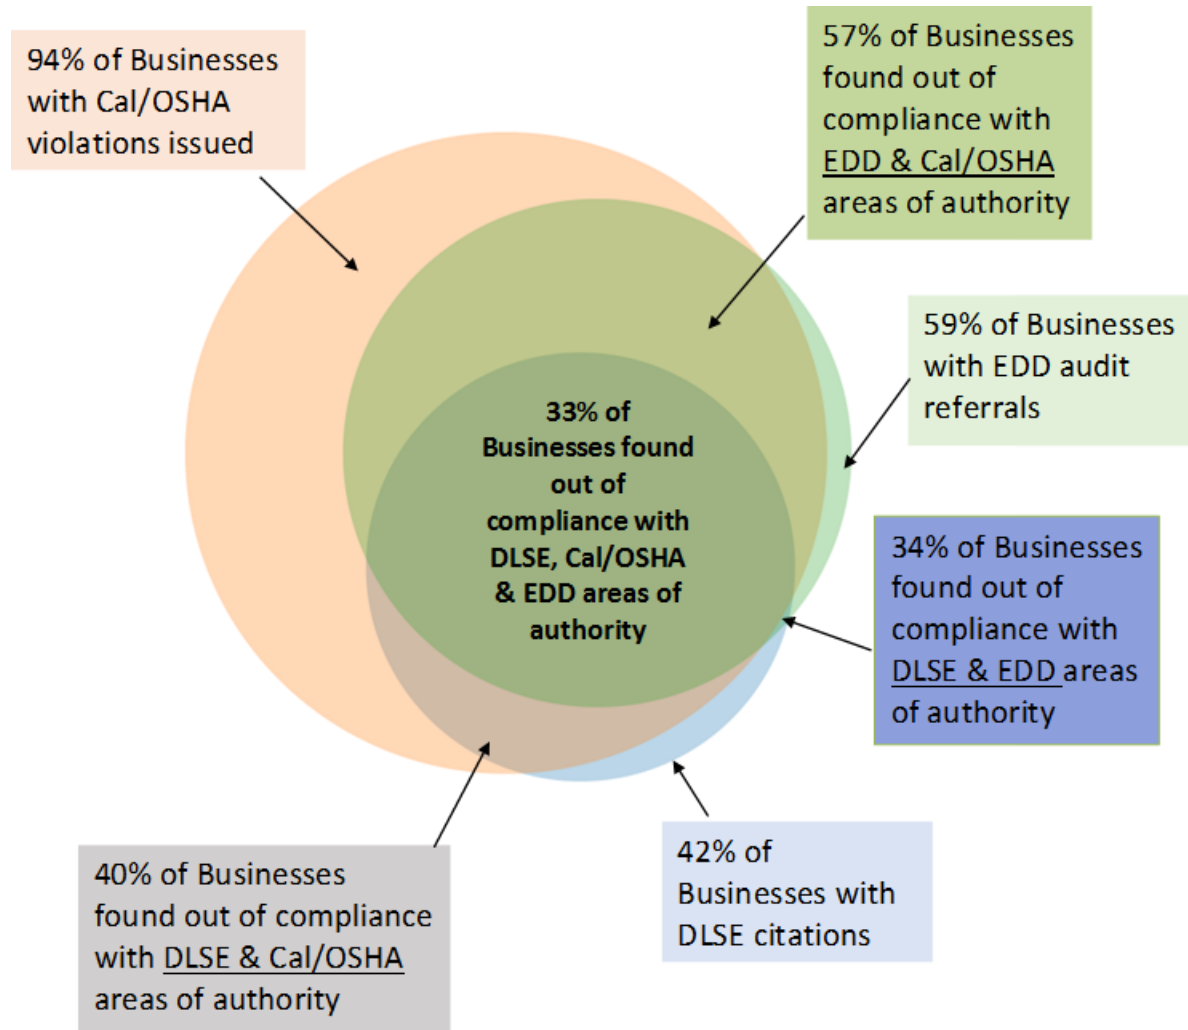 94% of Businesses
with Cal/OSHA
violations issued
57% of Businesses
found out of
compliance with
EDD & Cal/OSHA
areas of authority
59% of Businesses
with EDD audit
referrals
33% of
Businesses found
out of
compliance with
DLSE, Cal/OSHA
& EDD areas of
authority
34% of Businesses
found out of
compliance with
DLSE & EDD areas
of authority
42% of
Businesses with
DLSE citations
40% of Businesses
found out of compliance
with DLSE & Cal/OSHA
areas of authority